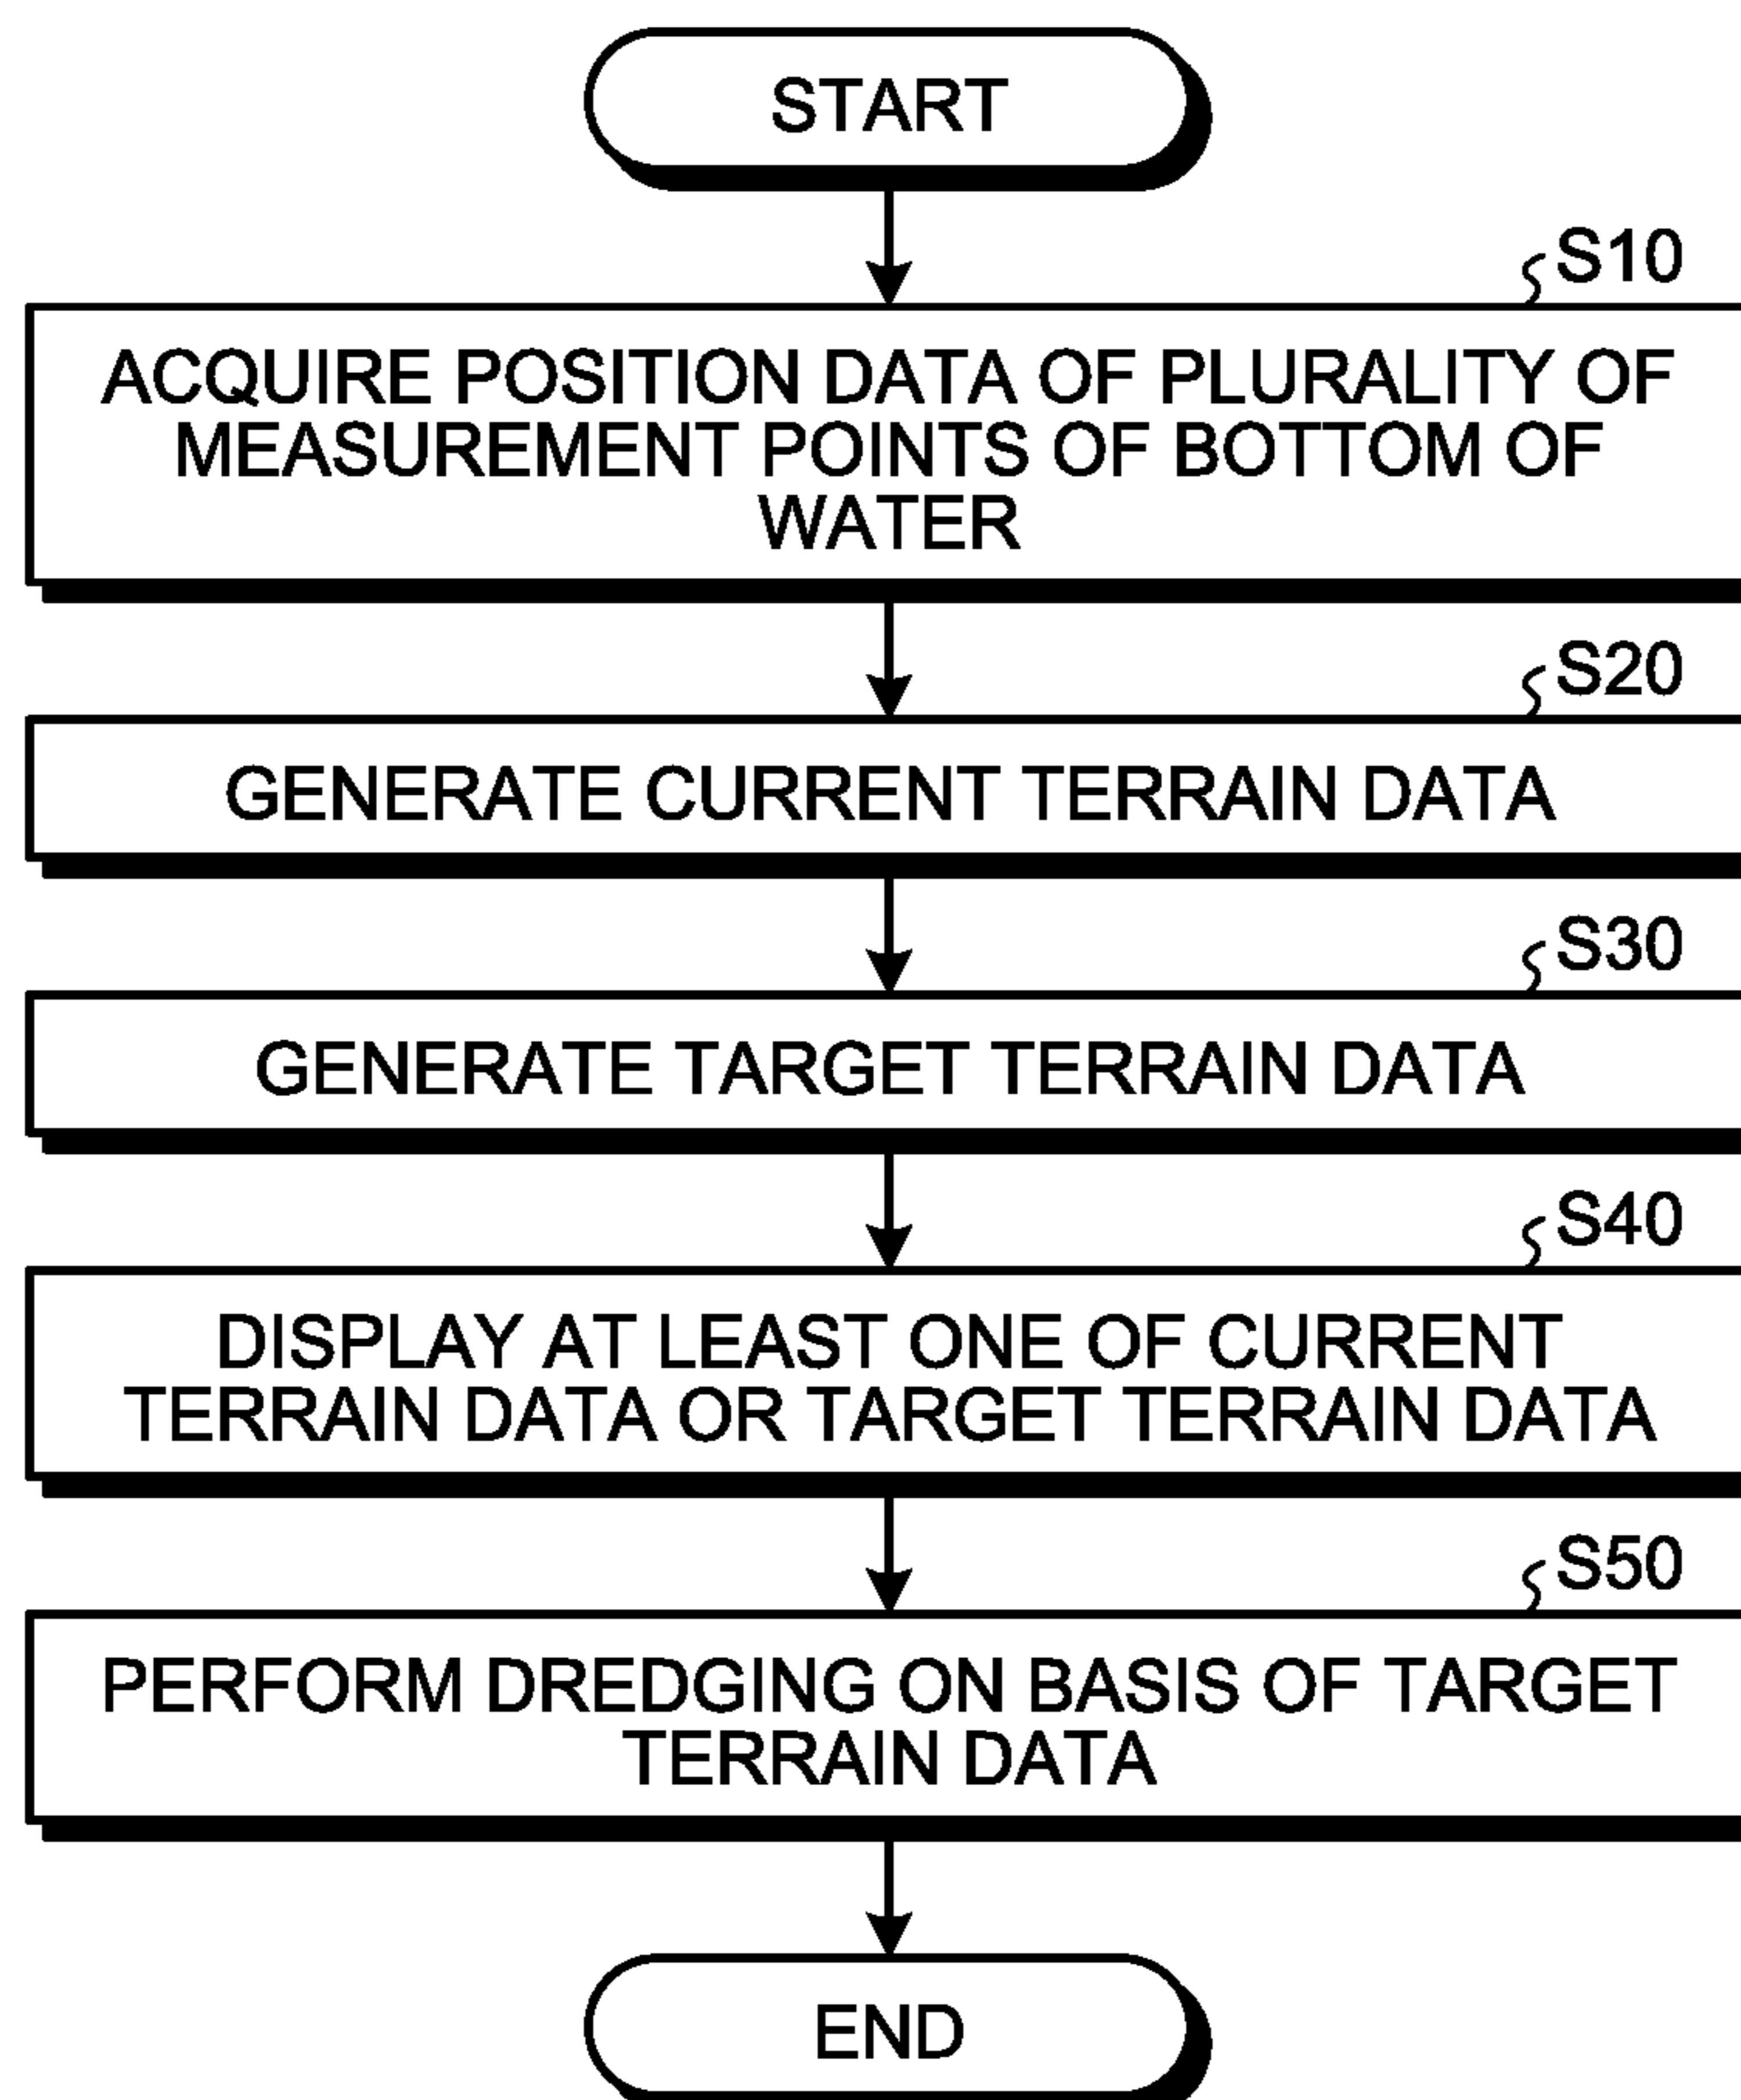 START
S10
ACQUIRE POSITION DATA OF PLURALITY OF
MEASUREMENT POINTS OF BOTTOM OF
WATER
S20
GENERATE CURRENT TERRAIN DATA
S30
GENERATE TARGET TERRAIN DATA
S40
DISPLAY AT LEAST ONE OF CURRENT
TERRAIN DATA OR TARGET TERRAIN DATA
S50
PERFORM DREDGING ON BASIS OF TARGET
TERRAIN DATA
END